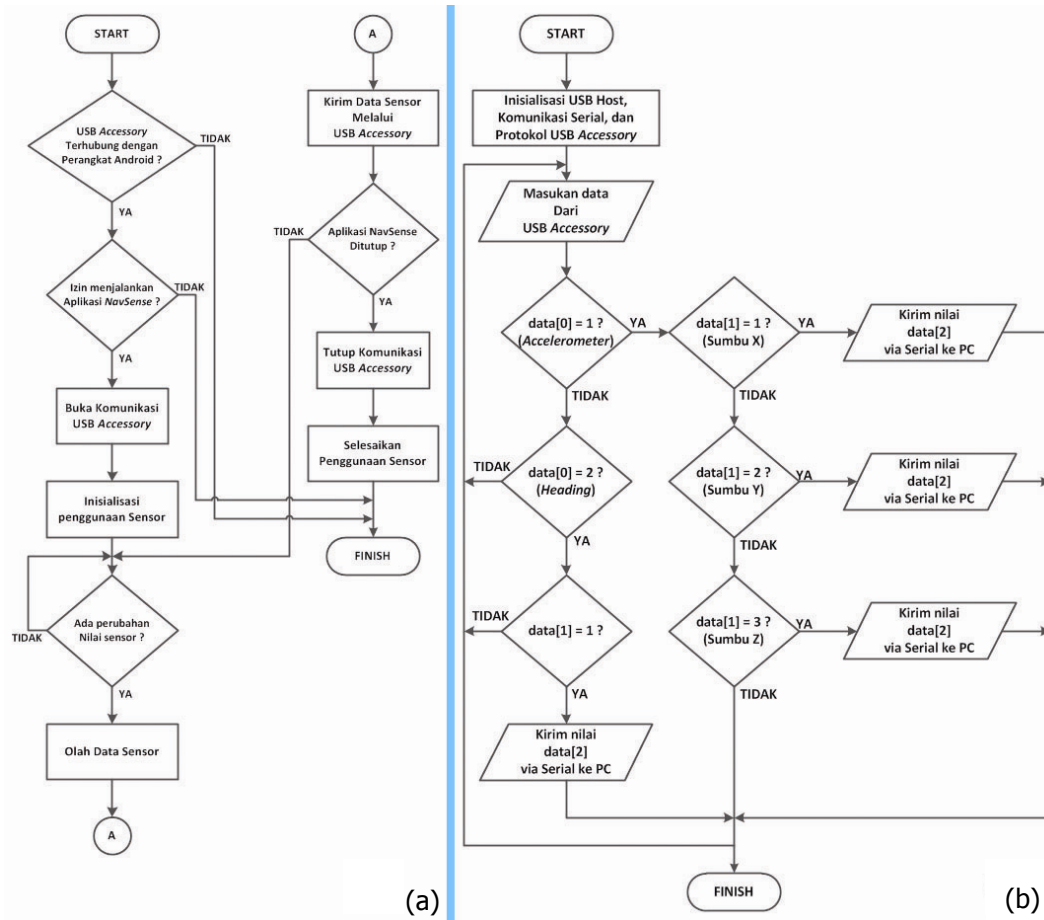 START
USB Accessory
Terhubung dengan
Perangkat Android ?
TIDAK
YA
Izin menjalankan
Aplikasi NavSense ?
TIDAK
YA
Buka Komunikasi
USB Accessory
Inisialisasi
penggunaan Sensor
Ada perubahan
Nilai sensor ?
TIDAK
YA
Olah Data Sensor
A
A
Kirim Data Sensor
Melalui
USB Accessory
Aplikasi NavSense
Ditutup ?
TIDAK
YA
Tutup Komunikasi
USB Accessory
Selesaikan
Penggunaan Sensor
FINISH
(a)
START
Inisialisasi USB Host,
Komunikasi Serial, dan
Protokol USB Accessory
Masukan data
Dari
USB Accessory
data[0] = 1 ?
(Accelerometer)
YA
TIDAK
data[1] = 1 ?
(Sumbu X)
YA
TIDAK
Kirim nilai
data[2]
via Serial ke PC
data[0] = 2 ?
(Heading)
TIDAK
YA
data[1] = 2 ?
(Sumbu Y)
YA
TIDAK
Kirim nilai
data[2]
via Serial ke PC
data[1] = 1 ?
TIDAK
YA
data[1] = 3 ?
(Sumbu Z)
YA
TIDAK
Kirim nilai
data[2]
via Serial ke PC
Kirim nilai
data[2]
via Serial ke PC
FINISH
(b)